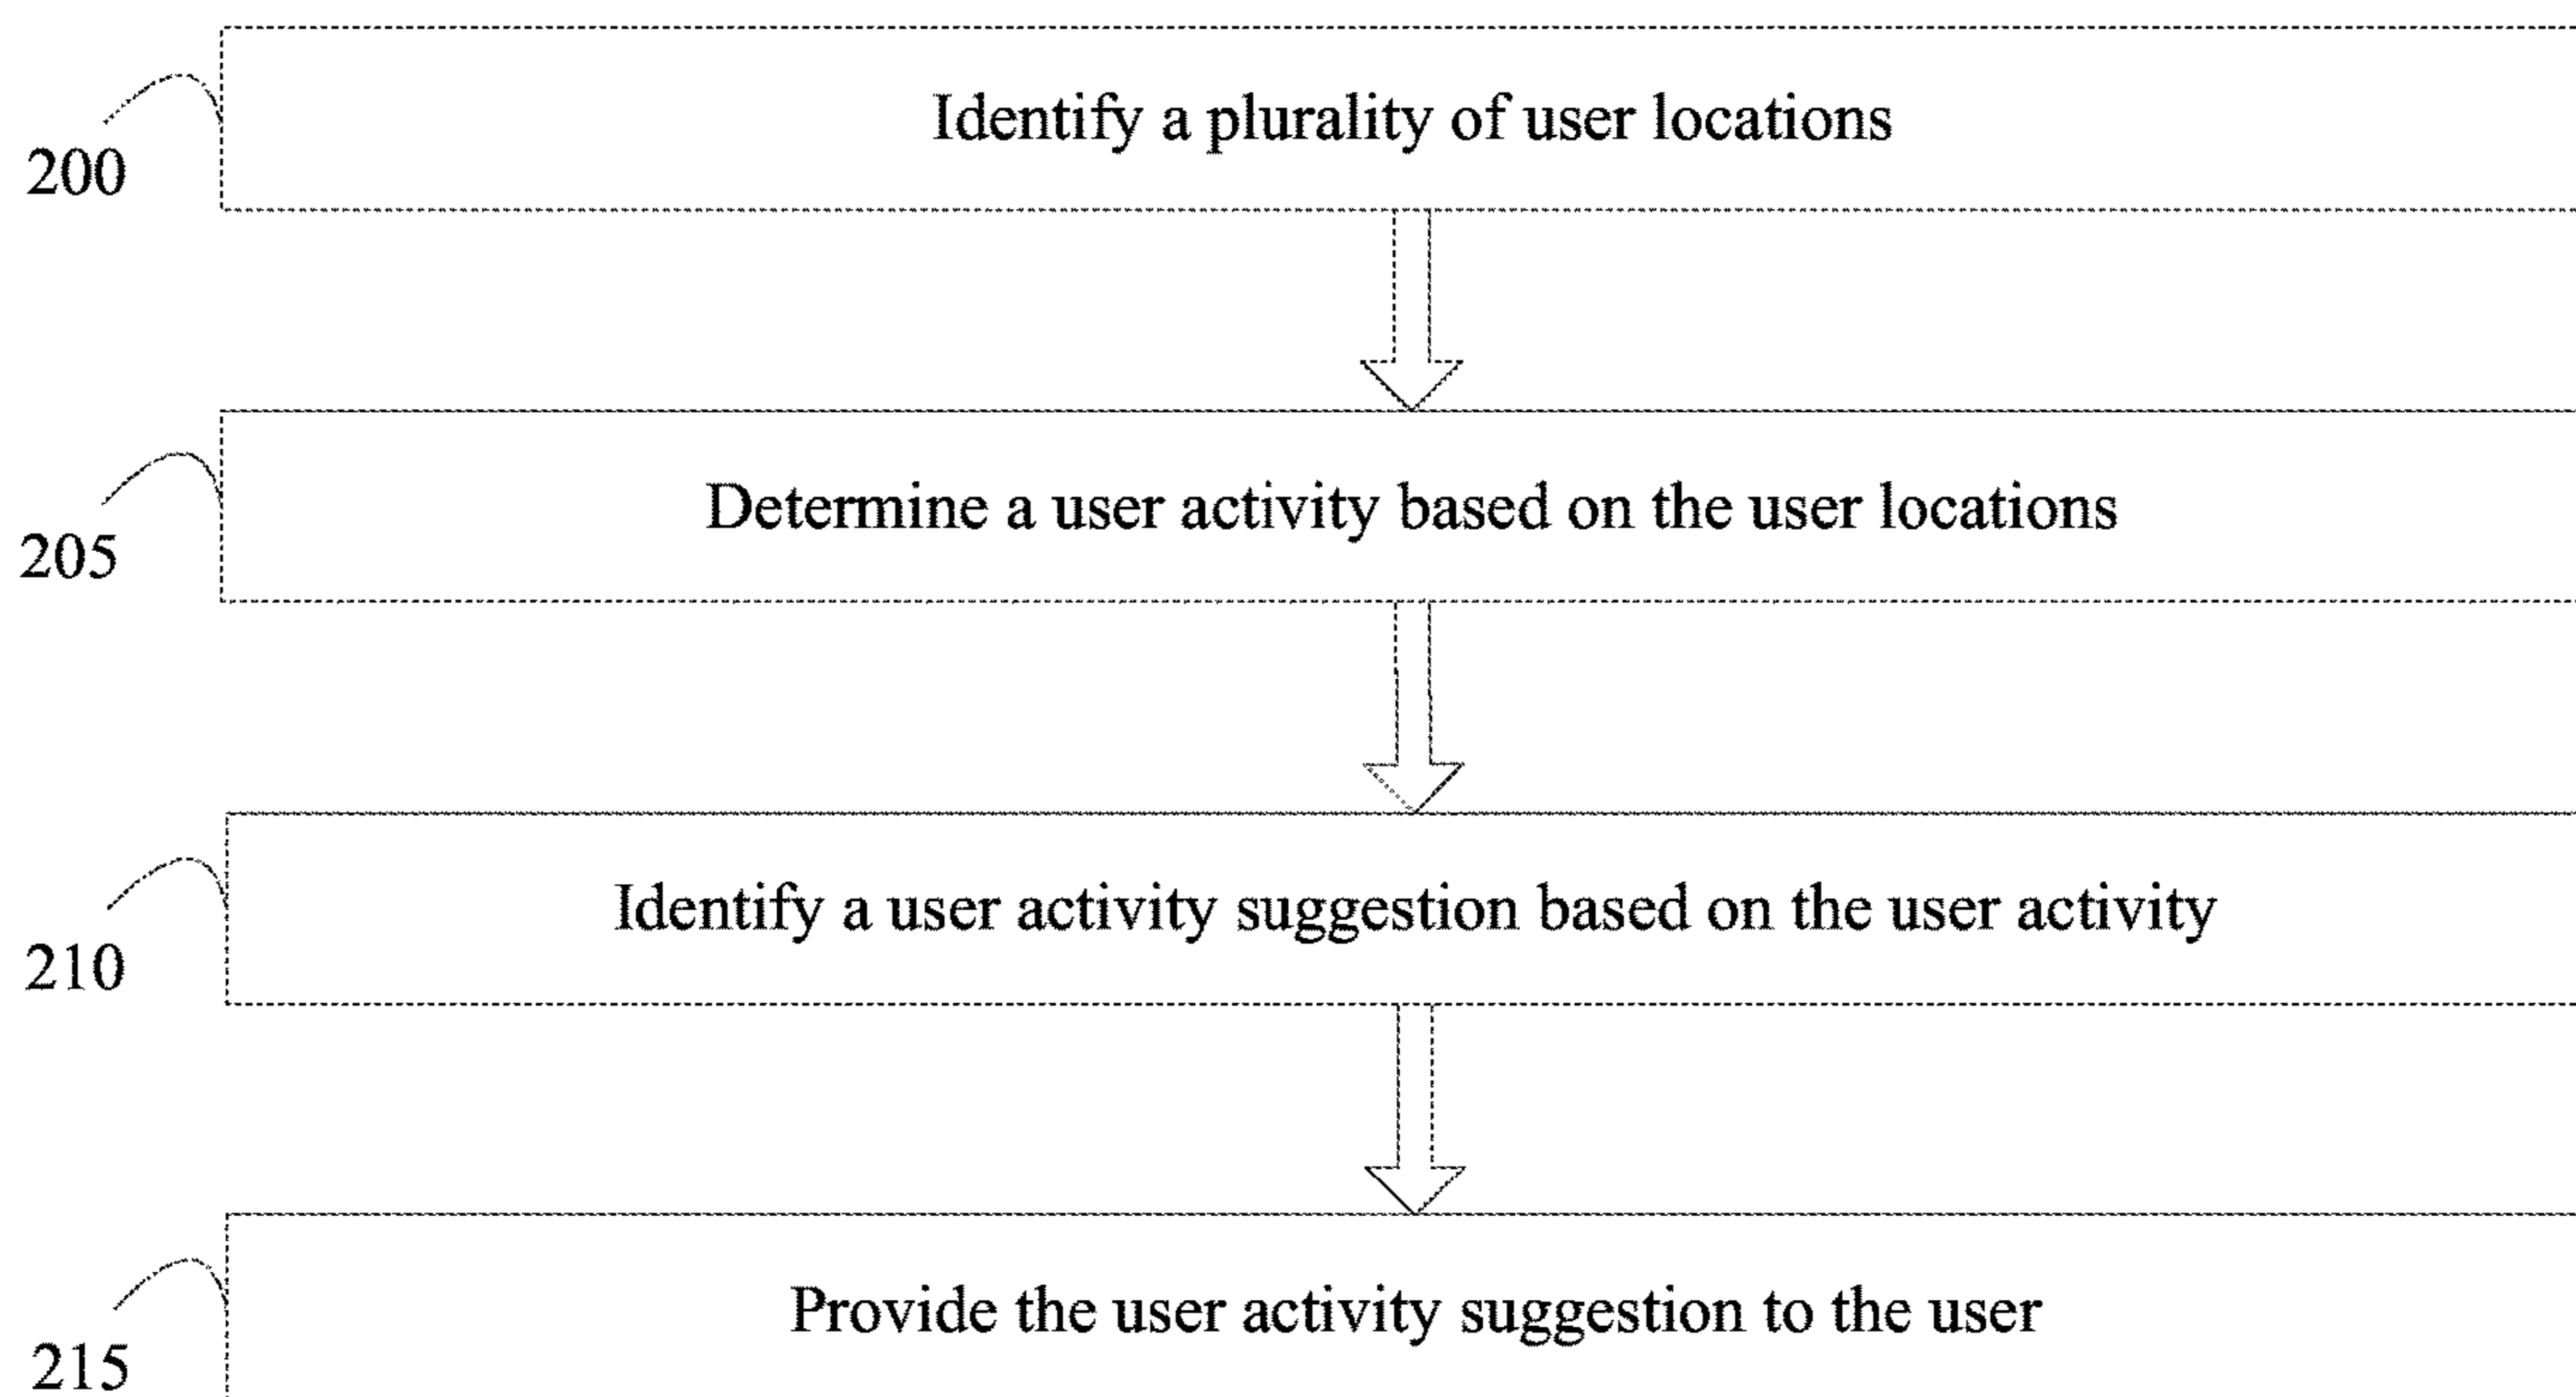 Identify a plurality of user locations
200
Determine a user activity based on the user locations
205
Identify a user activity suggestion based on the user activity
210
Provide the user activity suggestion to the user
215